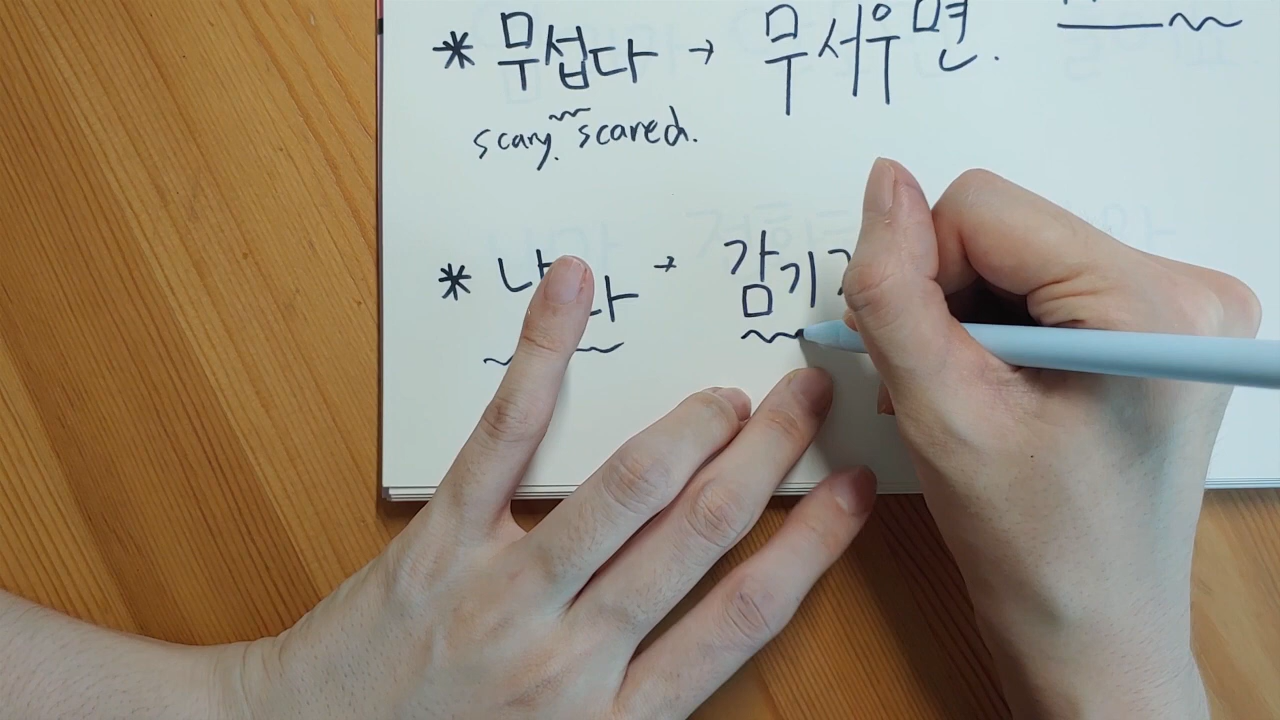 * 무섭다 → 무서우면.
scary. scared.
* → 감기